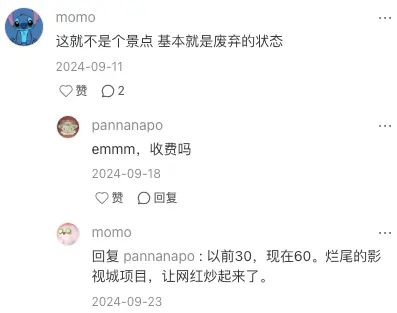 momo
这就不是个景点 基本就是废弃的状态
2024-09-11
赞 2
pannanapo
emmm，收费吗
2024-09-18
赞 回复
momo
回复 pannanapo : 以前30，现在60。烂尾的影
视城项目，让网红炒起来了。
2024-09-23